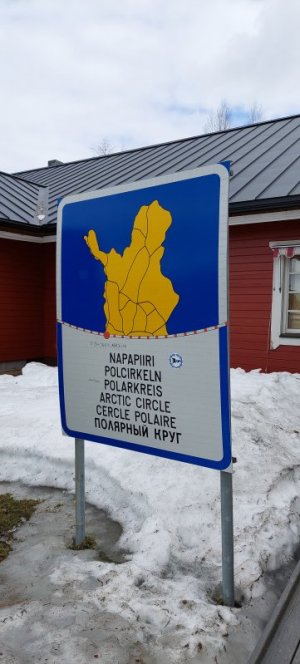 NAPAPIIRI
POLCIRKELN
POLARKREIS
ARCTIC CIRCLE
CERCLE POLAIRE
ПОЛЯРНЫЙ КРУГ